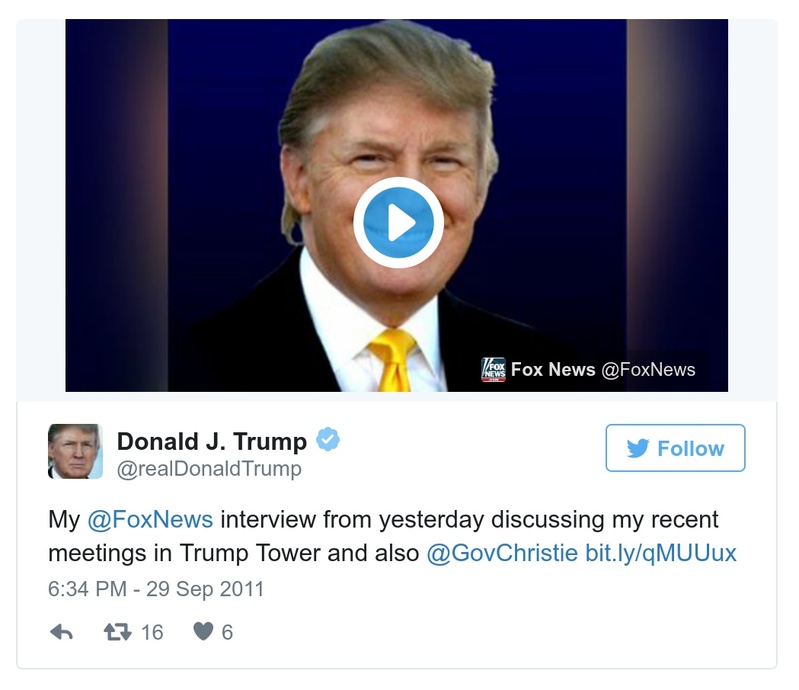 FOX
NEWS
Fox News @FoxNews
Donald J. Trump
@realDonaldTrump
Follow
My @FoxNews interview from yesterday discussing my recent
meetings in Trump Tower and also @GovChristie bit.ly/qMUUux
6:34 PM - 29 Sep 2011
16
6